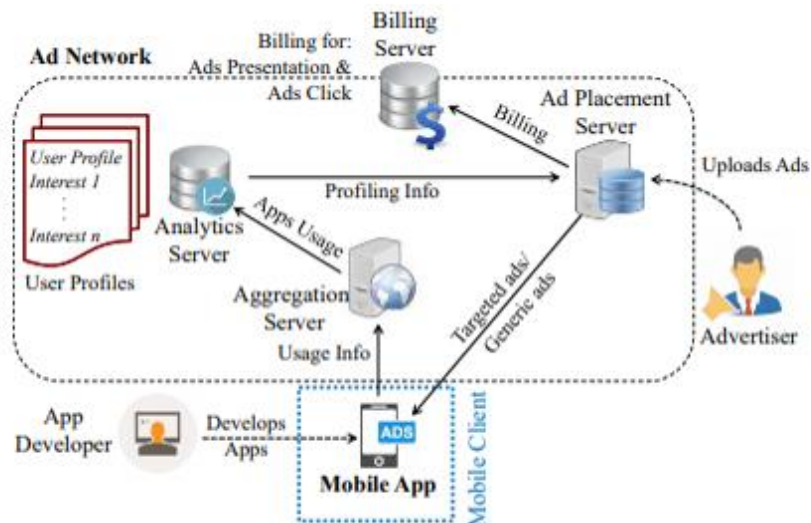 Billing
Server
Billing for:
Ads Presentation &
Ads Click
Ad Network
Ad Placement
Server
Billing
User Profile
Interest 1
Interest n
User Profiles
Analytics
Server
Profiling Info
Apps Usage
Uploads Ads
Aggregation
Server
Targeted ads/
Generic ads
Advertiser
Usage Info
App
Developer
Develops
Apps
ADS
Mobile App
Mobile Client